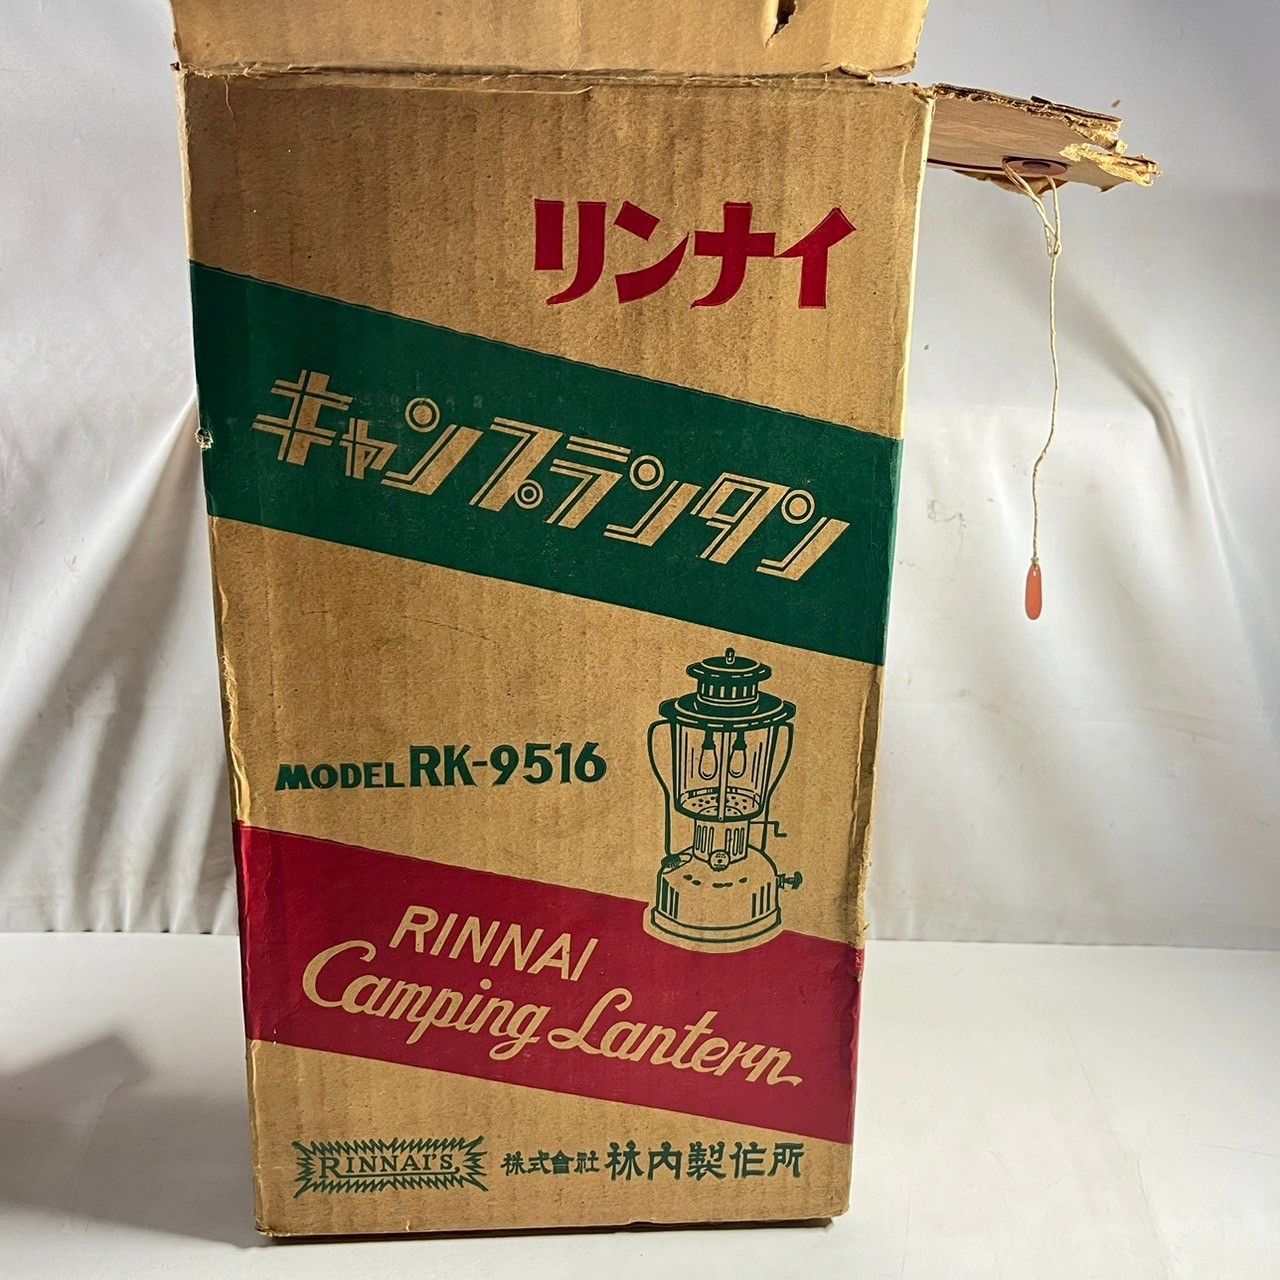 リンナイ
キャンプランタン
MODEL RK-9516
RINNAI
Camping Lantern
RINNAI'S
株式會社 林内製作所